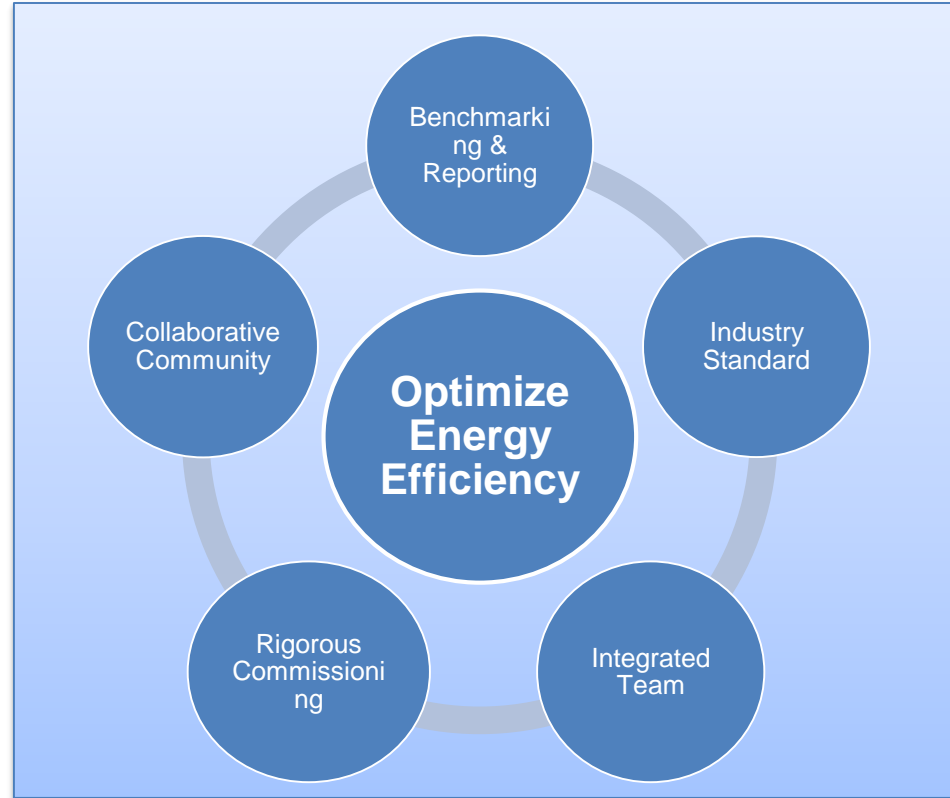 Benchmarki
ng &
Reporting
Industry
Standard
Integrated
Team
Rigorous
Commissioni
ng
Collaborative
Community
Optimize
Energy
Efficiency